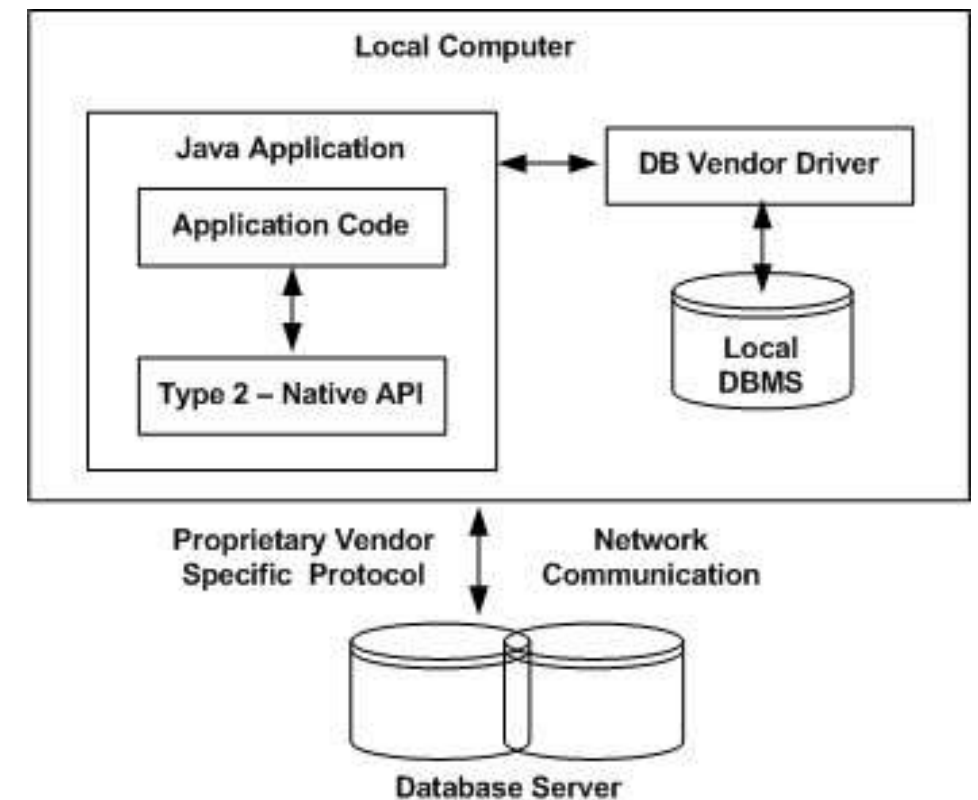 Local Computer
Java Application
Application Code
Type 2 – Native API
DB Vendor Driver
Local
DBMS
Proprietary Vendor
Specific Protocol
Network
Communication
Database Server